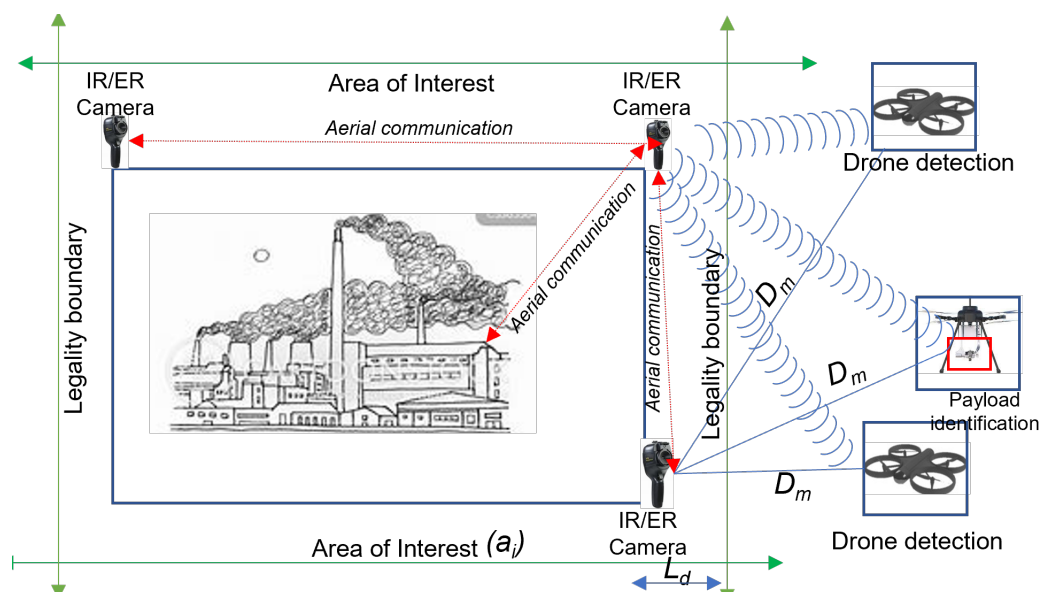 Area of Interest
IR/ER
Camera
IR/ER
Camera
Aerial communication
Drone detection
Aerial communication
Aerial communication
Legality boundary
Legality boundary
Dm
Dm
Payload
identification
Dm
IR/ER
Camera
Drone detection
Area of Interest (ai)
Ld